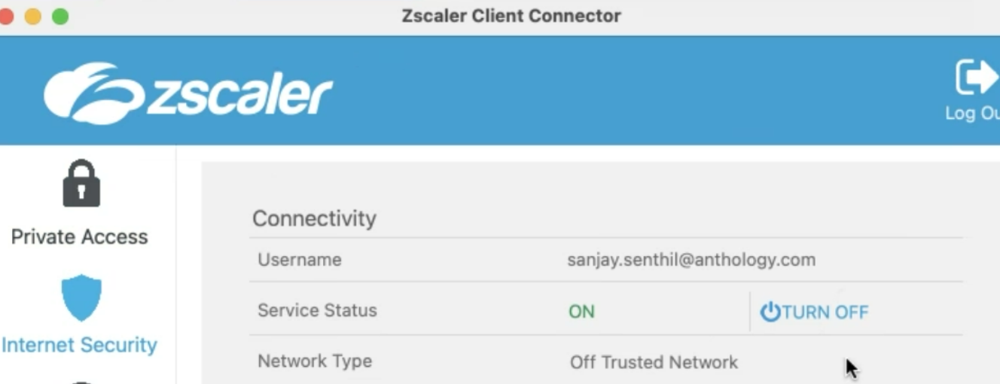 Zscaler Client Connector
zscaler
Log Ou
Private Access
Internet Security
Connectivity
Username sanjay.senthil@anthology.com
Service Status ON TURN OFF
Network Type Off Trusted Network